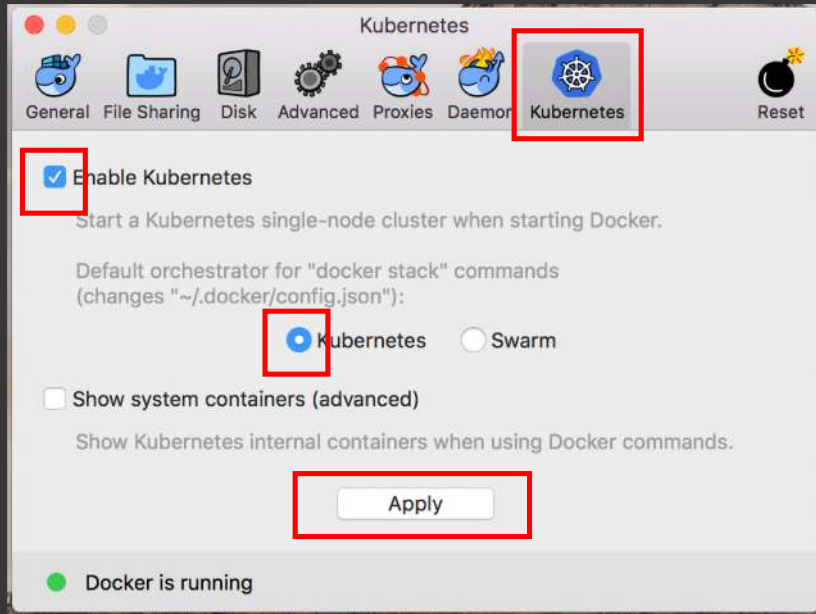 Kubernetes
General File Sharing Disk Advanced Proxies Daemon Kubernetes Reset
Enable Kubernetes
Start a Kubernetes single-node cluster when starting Docker.
Default orchestrator for "docker stack" commands
(changes "~/.docker/config.json"):
Kubernetes Swarm
Show system containers (advanced)
Show Kubernetes internal containers when using Docker commands.
Apply
Docker is running